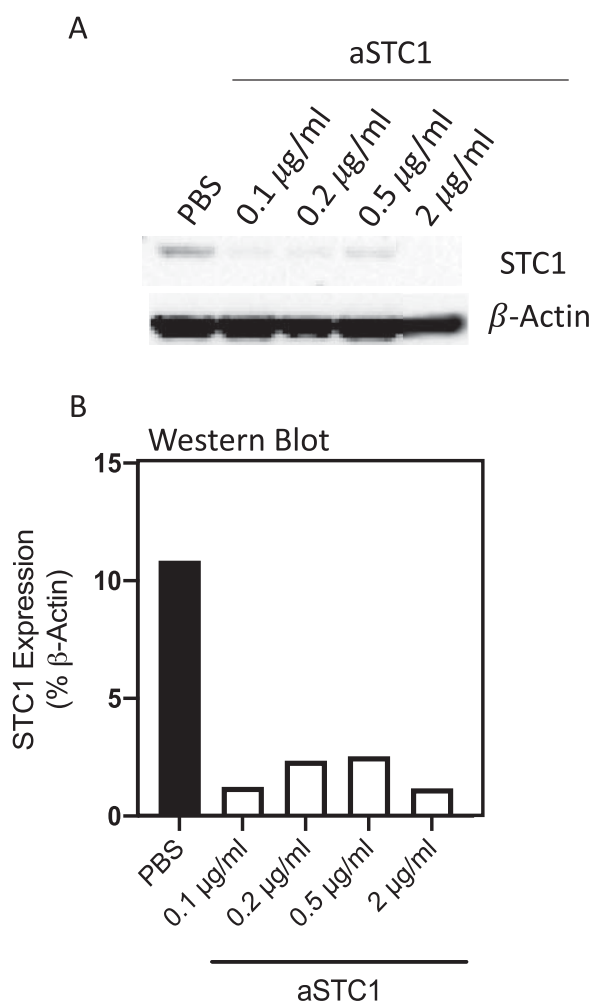 A
aSTC1
PBS
0.1 µg/ml
0.2 µg/ml
0.5 µg/ml
2 µg/ml
STC1
β-Actin
B
Western Blot
STC1 Expression
(% β-Actin)
15
10
5
0
PBS
0.1 µg/ml
0.2 µg/ml
0.5 µg/ml
2 µg/ml
aSTC1